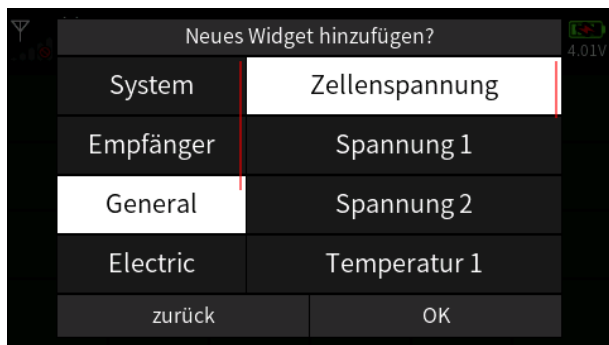 Neues Widget hinzufügen?
4.01V
System
Zellenspannung
Empfänger
Spannung 1
General
Spannung 2
Electric
Temperatur 1
zurück
OK